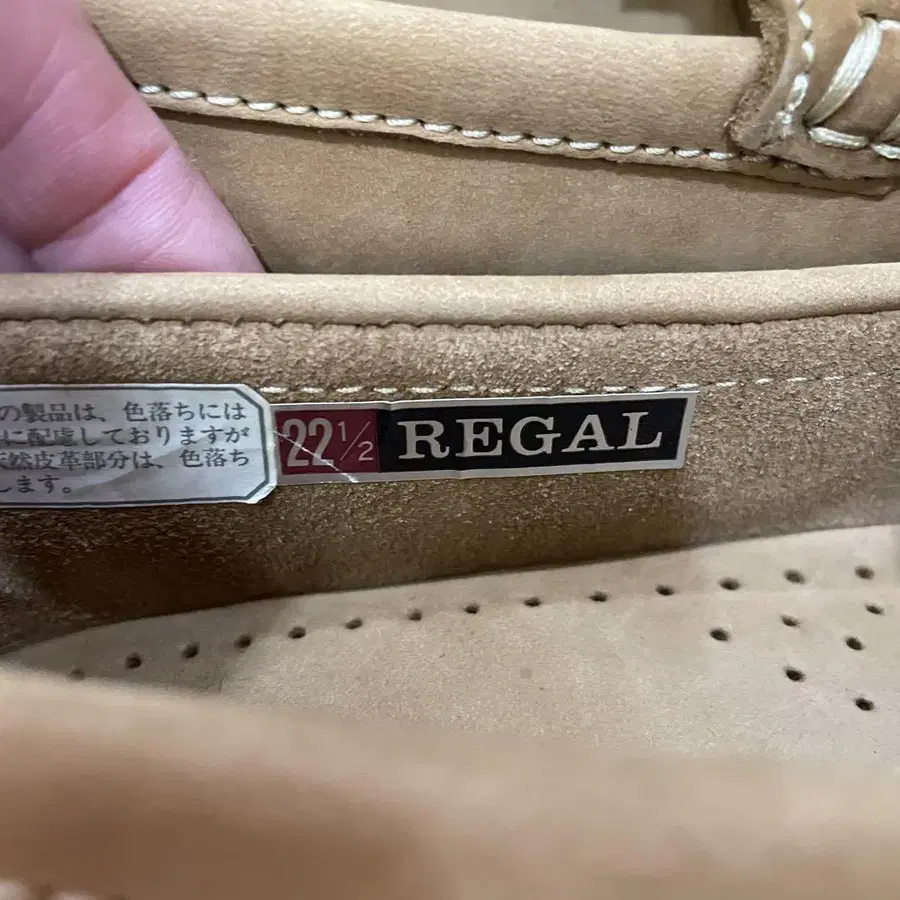 の製品は、色落ちには
に配慮しておりますが
天然皮革部分は、色落ち
します。
22 1/2 REGAL